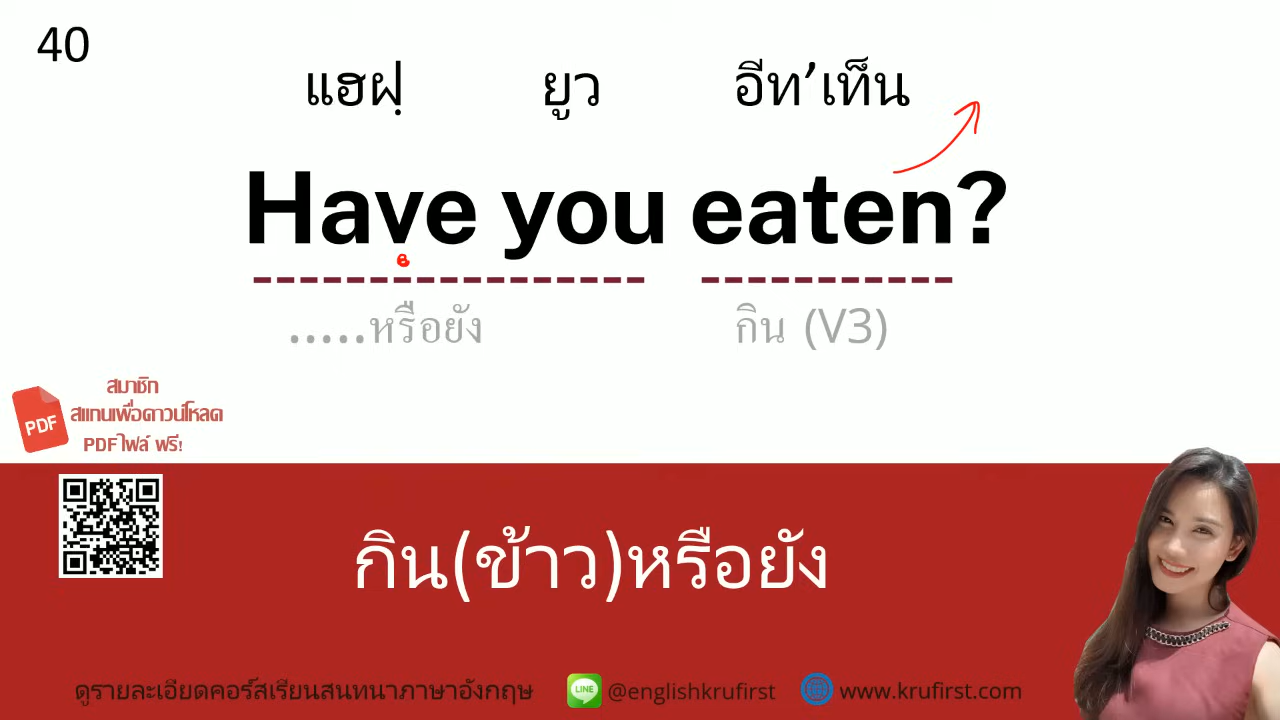 40
แฮฝฺ ยูว อีท’เท็น
Have you eaten?
.....หรือยัง กิน (V3)
สมาชิก
สแกนเพื่อดาวน์โหลด
PDF ไฟล์ ฟรี!
PDF
กิน(ข้าว)หรือยัง
ดูรายละเอียดคอร์สเรียนสนทนาภาษาอังกฤษ LINE @englishkrufirst www.krufirst.com